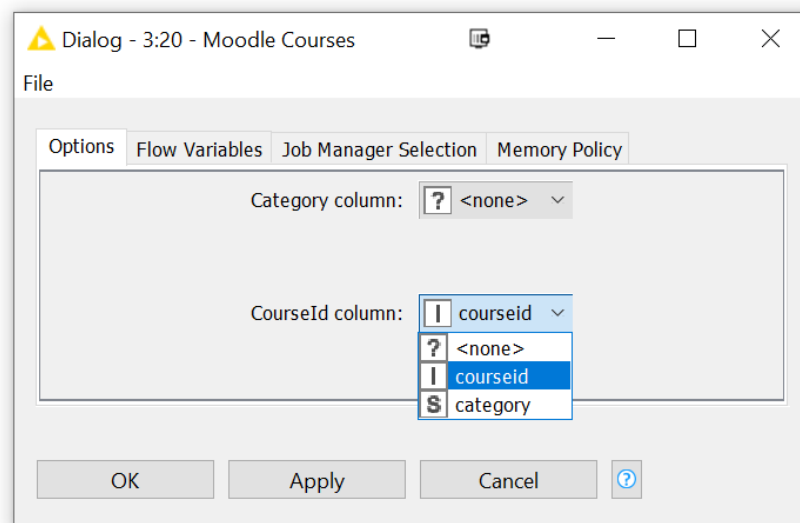 Dialog - 3:20 - Moodle Courses
File
Options Flow Variables Job Manager Selection Memory Policy
Category column: ? <none>
CourseId column: I courseid
? <none>
I courseid
S category
OK Apply Cancel ?